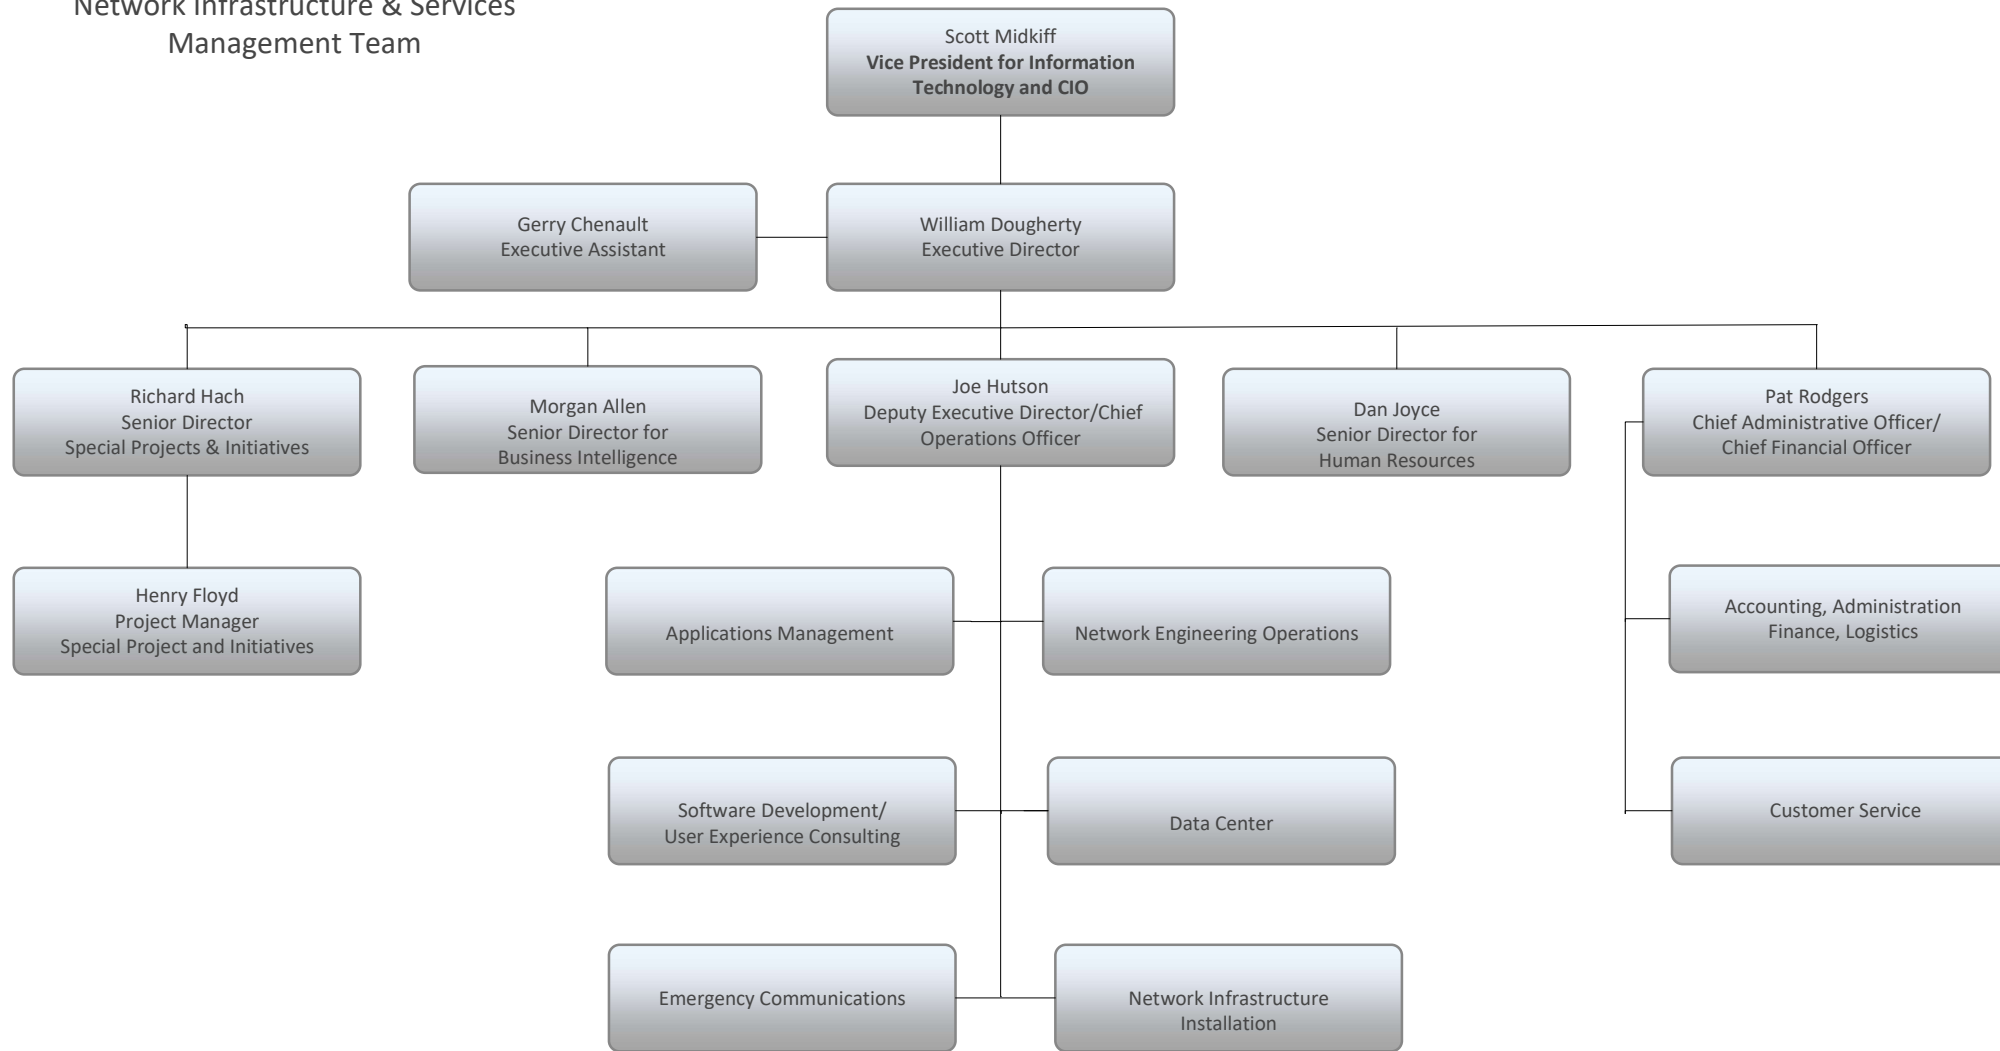 Network Infrastructure & Services
Management Team
Scott Midkiff
Vice President for Information
Technology and CIO
Gerry Chenault
Executive Assistant
William Dougherty
Executive Director
Richard Hach
Senior Director
Special Projects & Initiatives
Morgan Allen
Senior Director for
Business Intelligence
Joe Hutson
Deputy Executive Director/Chief
Operations Officer
Dan Joyce
Senior Director for
Human Resources
Pat Rodgers
Chief Administrative Officer/
Chief Financial Officer
Henry Floyd
Project Manager
Special Project and Initiatives
Applications Management
Network Engineering Operations
Accounting, Administration
Finance, Logistics
Software Development/
User Experience Consulting
Data Center
Customer Service
Emergency Communications
Network Infrastructure
Installation